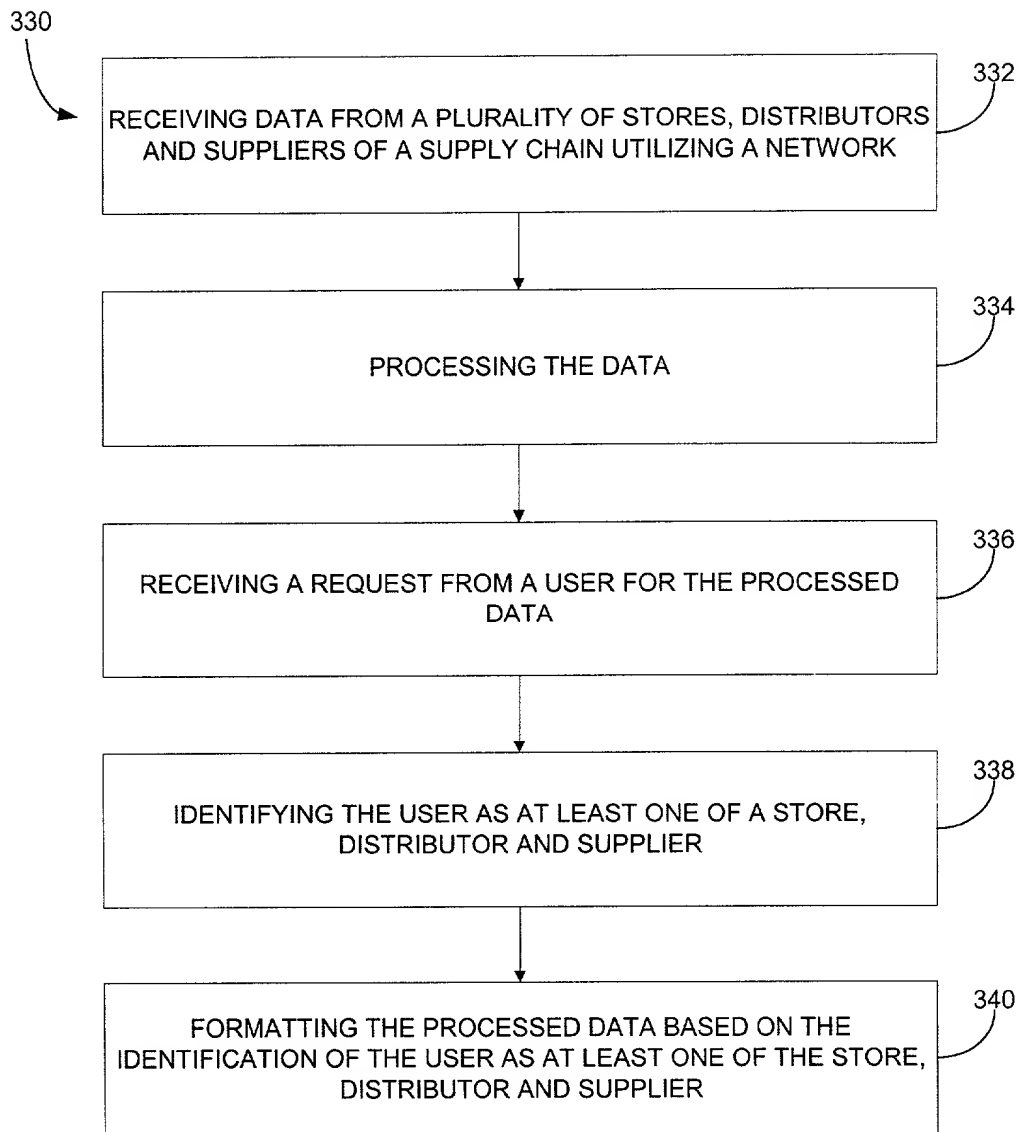 330
332
RECEIVING DATA FROM A PLURALITY OF STORES, DISTRIBUTORS
AND SUPPLIERS OF A SUPPLY CHAIN UTILIZING A NETWORK
334
PROCESSING THE DATA
336
RECEIVING A REQUEST FROM A USER FOR THE PROCESSED
DATA
338
IDENTIFYING THE USER AS AT LEAST ONE OF A STORE,
DISTRIBUTOR AND SUPPLIER
340
FORMATTING THE PROCESSED DATA BASED ON THE
IDENTIFICATION OF THE USER AS AT LEAST ONE OF THE STORE,
DISTRIBUTOR AND SUPPLIER